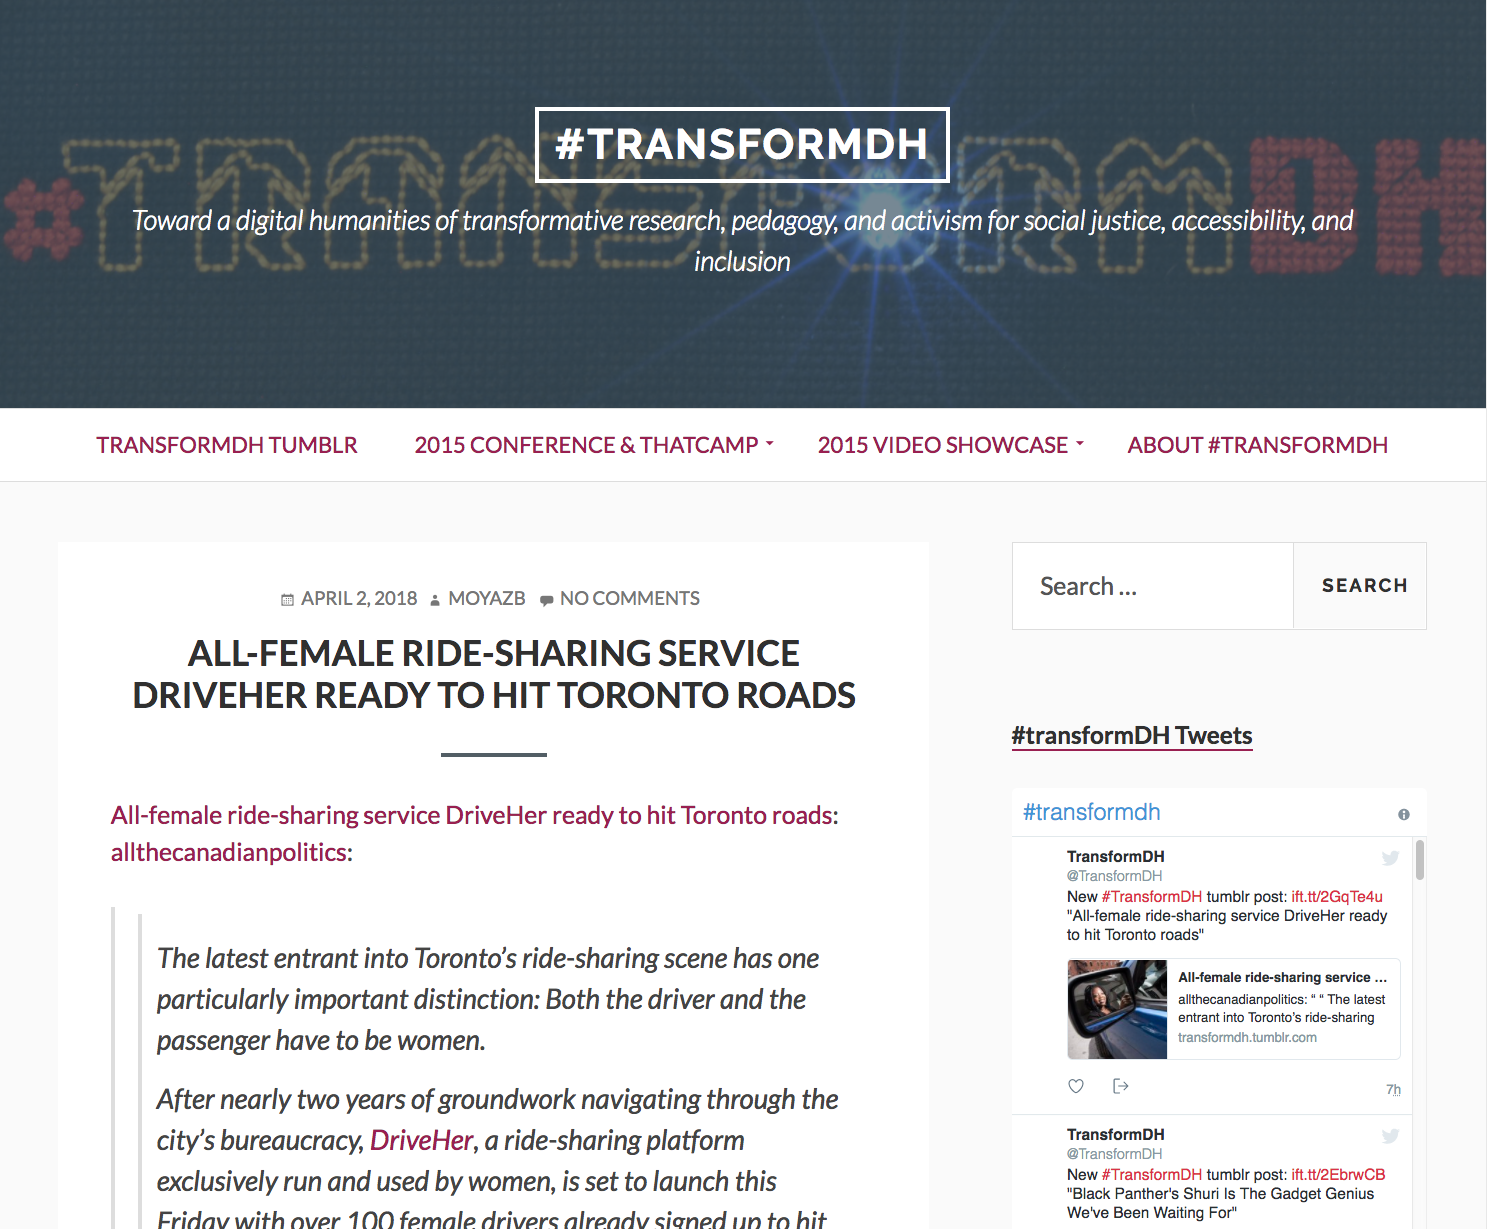 #TRANSFORMDH
#TRANSFORMDH
Toward a digital humanities of transformative research, pedagogy, and activism for social justice, accessibility, and
inclusion
TRANSFORMDH TUMBLR
2015 CONFERENCE & THATCAMP
2015 VIDEO SHOWCASE
ABOUT #TRANSFORMDH
APRIL 2, 2018 MOYAZB NO COMMENTS
ALL-FEMALE RIDE-SHARING SERVICE
DRIVEHER READY TO HIT TORONTO ROADS
All-female ride-sharing service DriveHer ready to hit Toronto roads:
allthecanadianpolitics:
The latest entrant into Toronto’s ride-sharing scene has one
particularly important distinction: Both the driver and the
passenger have to be women.
After nearly two years of groundwork navigating through the
city’s bureaucracy, DriveHer, a ride-sharing platform
exclusively run and used by women, is set to launch this
Friday with over 100 female drivers already signed up to hit
Search ...
SEARCH
#transformDH Tweets
#transformdh
TransformDH
@TransformDH
New #TransformDH tumblr post: ift.tt/2GqTe4u
"All-female ride-sharing service DriveHer ready
to hit Toronto roads"
All-female ride-sharing service ...
allthecanadianpolitics: “ “ The latest
entrant into Toronto’s ride-sharing
transformdh.tumblr.com
7h
TransformDH
@TransformDH
New #TransformDH tumblr post: ift.tt/2EbrwCB
"Black Panther's Shuri Is The Gadget Genius
We've Been Waiting For"